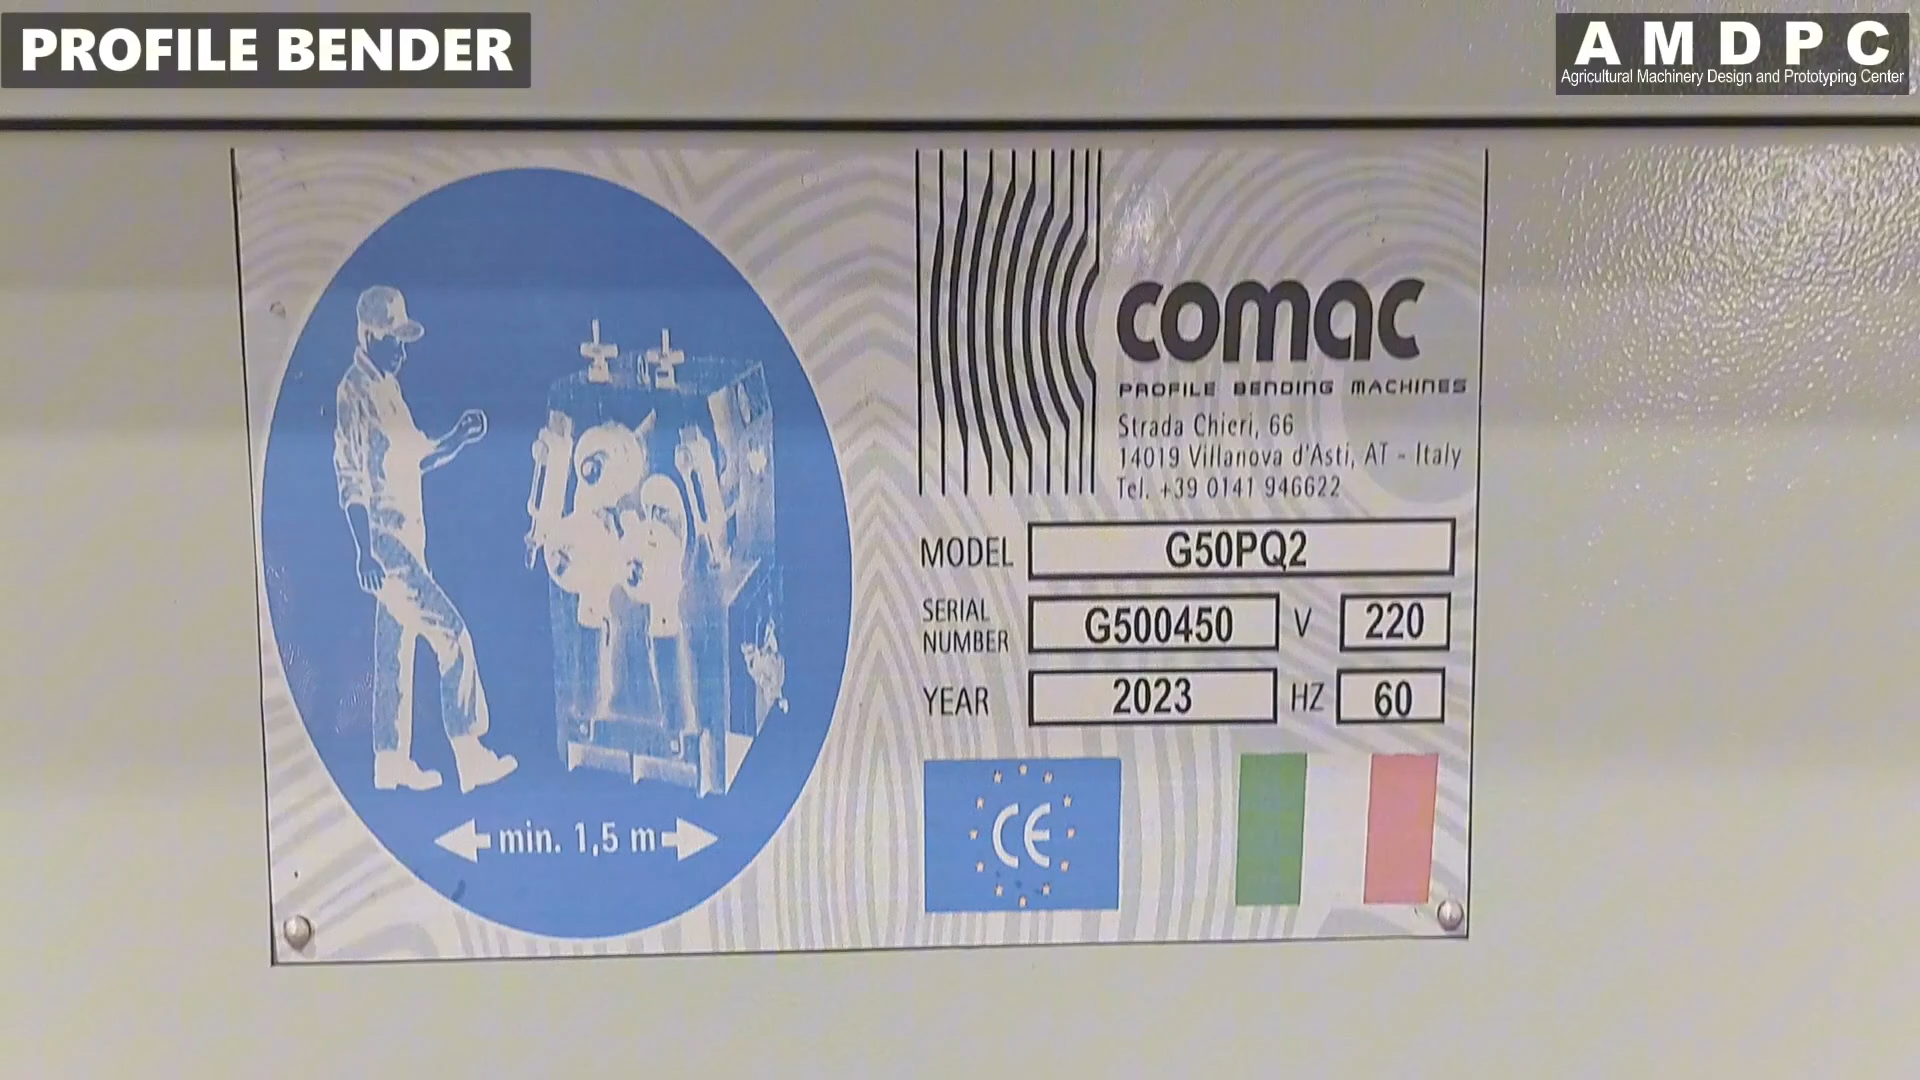 PROFILE BENDER
A M D P C
Agricultural Machinery Design and Prototyping Center
comac
PROFILE BENDING MACHINES
Strada Chieri, 66
14019 Villanova d'Asti, AT - Italy
Tel. +39 0141 946622
MODEL G50PQ2
SERIAL NUMBER G500450 V 220
YEAR 2023 HZ 60
min. 1,5 m
CE